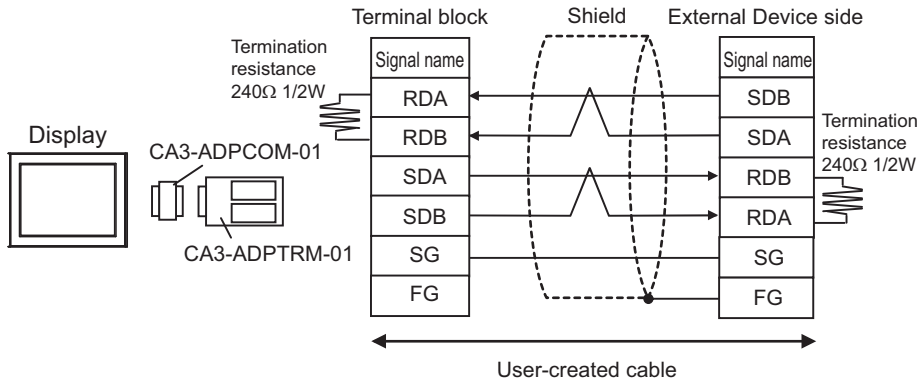 Terminal block
Shield
External Device side
Termination
resistance
240Ω 1/2W
Signal name
RDA
RDB
SDA
SDB
SG
FG
Signal name
SDB
SDA
RDB
RDA
SG
FG
Termination
resistance
240Ω 1/2W
Display
CA3-ADPCOM-01
CA3-ADPTRM-01
User-created cable